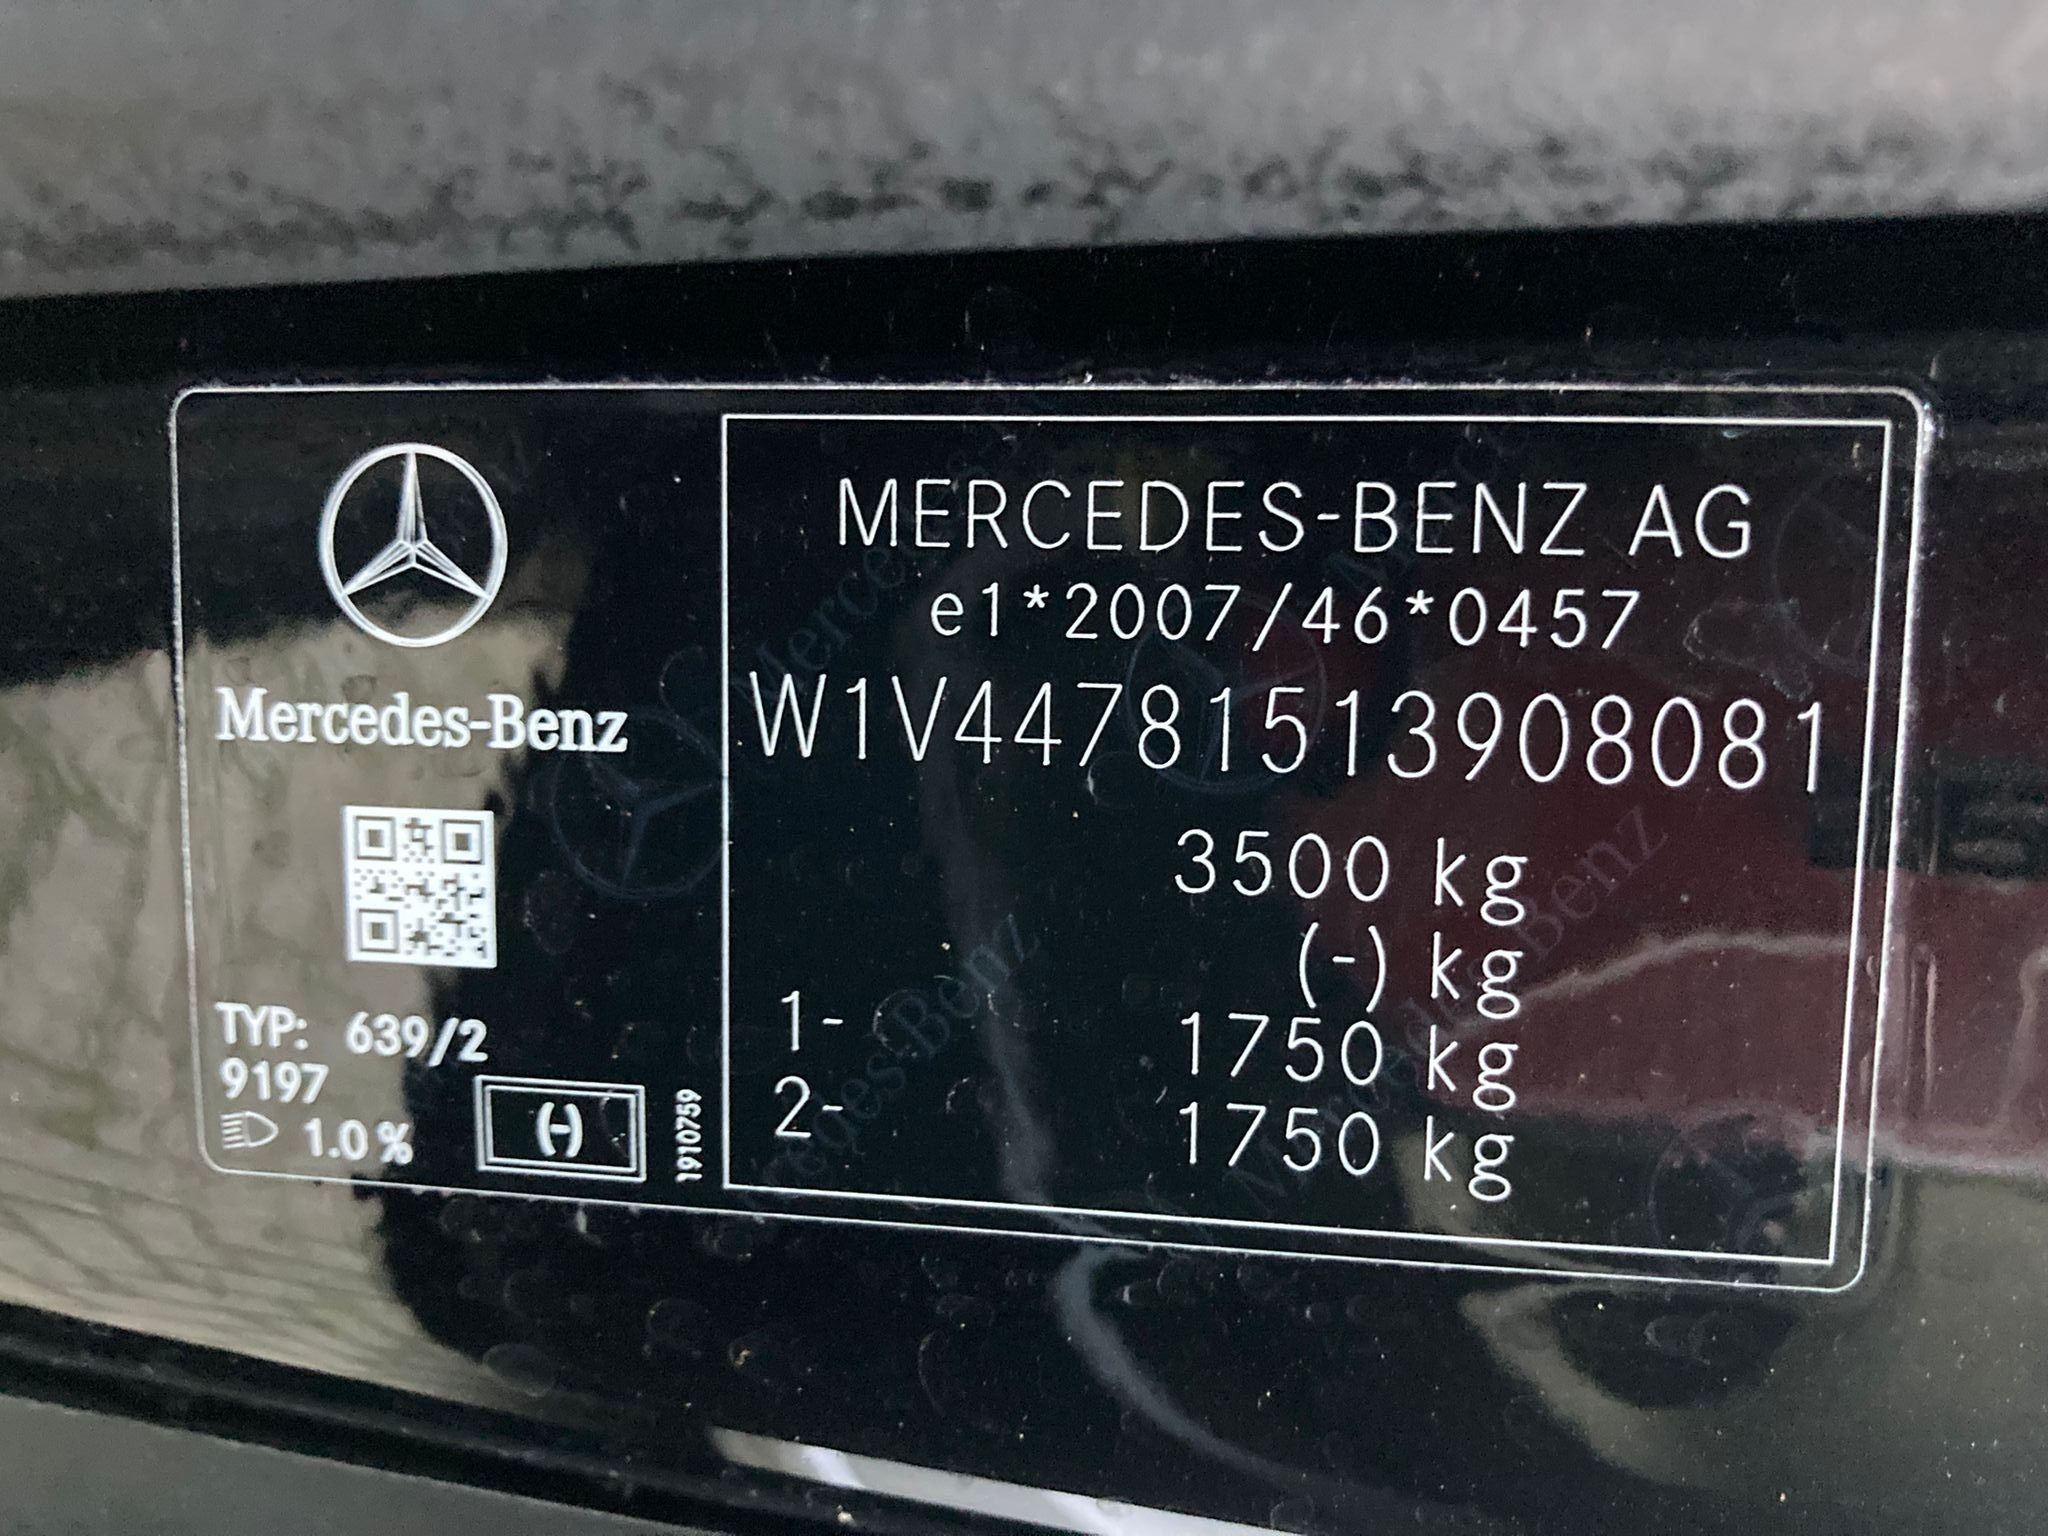 Mercedes-Benz
TYP: 639/2
9197
1.0 %
(-)
1910759
MERCEDES-BENZ AG
e1*2007/46*0457
W1V44781513908081
3500 kg
(-) kg
1- 1750 kg
2- 1750 kg